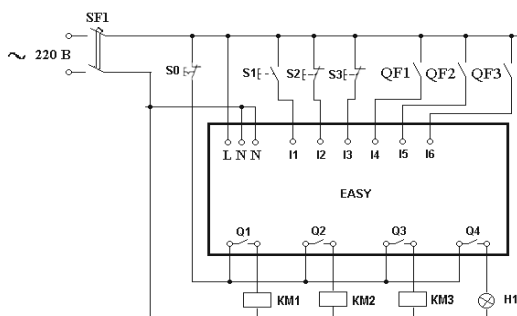 SF1
~ 220 В
S0
S1 S2 S3 QF1 QF2 QF3
L N N I1 I2 I3 I4 I5 I6
EASY
Q1 Q2 Q3 Q4
KM1 KM2 KM3 H1